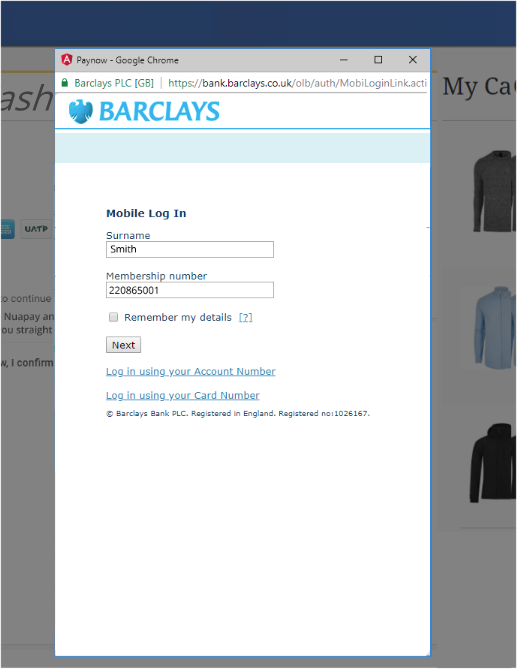 Paynow - Google Chrome
Barclays PLC [GB] | https://bank.barclays.co.uk/olb/auth/MobiLoginLink.acti
ash
My Ca
BARCLAYS
Mobile Log In
Surname
Smith
UATP
Membership number
220865001
to continue
Nuapay an
ou straight
Remember my details [?]
Next
w, I confirm
Log in using your Account Number
Log in using your Card Number
© Barclays Bank PLC. Registered in England. Registered no:1026167.